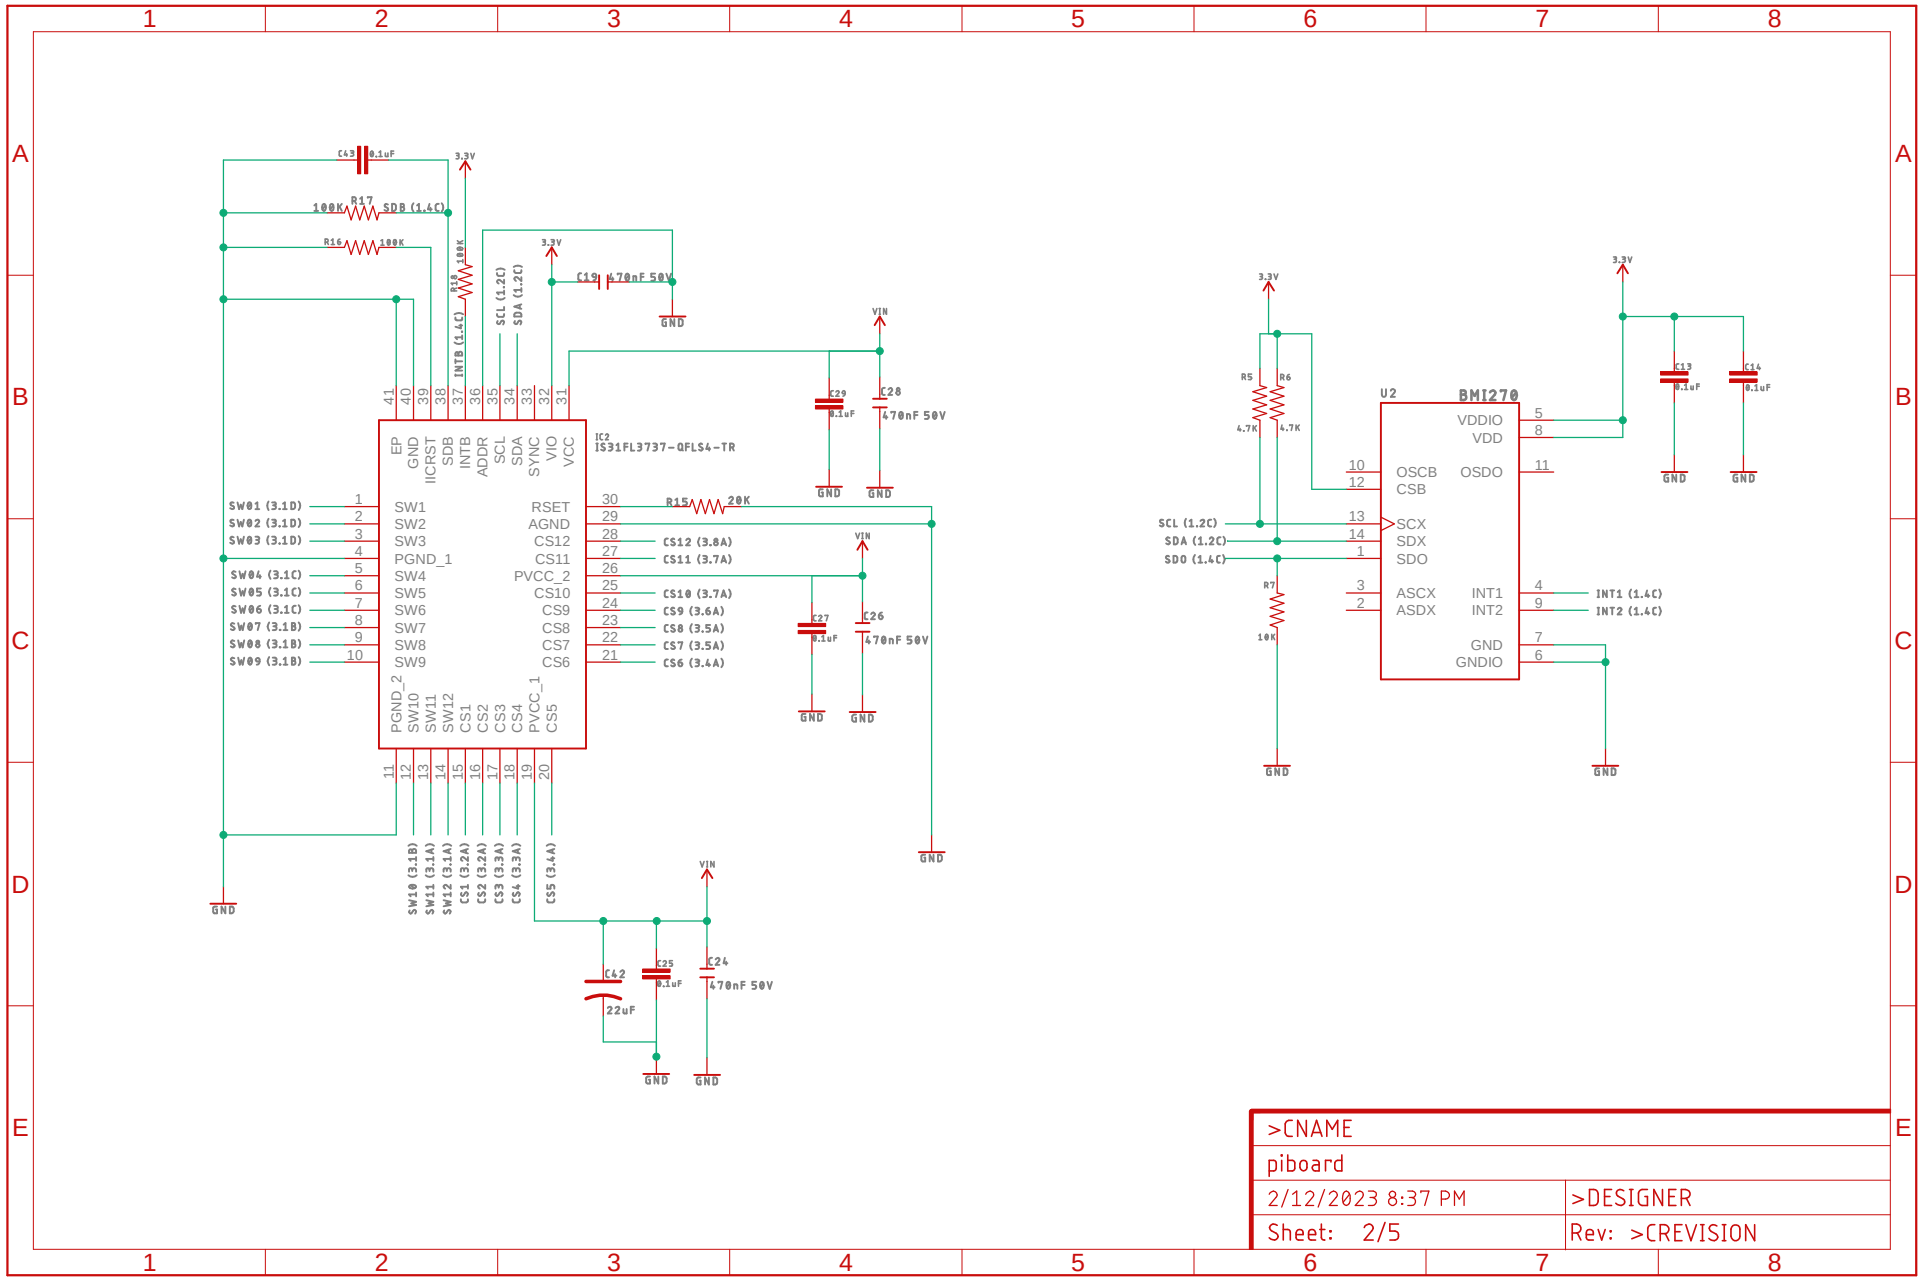 1 2 3 4 5 6 7 8
A A
C43 0.1uF
3.3V
R17
100K SDB (1.4C)
R16 100K
R18 100K
INTB (1.4C)
SCL (1.2C)
SDA (1.2C)
3.3V
C19 470nF 50V
GND
VIN
C29
0.1uF
C28
470nF 50V
GND GND
B B
41 40 39 38 37 36 35 34 33 32 31
EP GND IICRST SDB INTB ADDR SCL SDA SYNC VIO VCC
IC2
IS31FL3737-QFLS4-TR
SW01 (3.1D) 1 SW1
SW02 (3.1D) 2 SW2
SW03 (3.1D) 3 SW3
4 PGND_1
SW04 (3.1C) 5 SW4
SW05 (3.1C) 6 SW5
SW06 (3.1C) 7 SW6
SW07 (3.1B) 8 SW7
SW08 (3.1B) 9 SW8
SW09 (3.1B) 10 SW9
RSET 30 R15 20K
AGND 29
CS12 28 CS12 (3.8A)
CS11 27 CS11 (3.7A)
PVCC_2 26
CS10 25 CS10 (3.7A)
CS9 24 CS9 (3.6A)
CS8 23 CS8 (3.5A)
CS7 22 CS7 (3.5A)
CS6 21 CS6 (3.4A)
VIN
C27
0.1uF
C26
470nF 50V
GND GND
C C
PGND_2 SW10 SW11 SW12 CS1 CS2 CS3 CS4 PVCC_1 CS5
11 12 13 14 15 16 17 18 19 20
SW10 (3.1B)
SW11 (3.1A)
SW12 (3.1A)
CS1 (3.2A)
CS2 (3.2A)
CS3 (3.3A)
CS4 (3.3A)
CS5 (3.4A)
GND
GND
D D
VIN
C42
22uF
C25
0.1uF
C24
470nF 50V
GND GND
3.3V
R5 R6
4.7K 4.7K
3.3V
C13
0.1uF
C14
0.1uF
GND GND
U2 BMI270
VDDIO 5
VDD 8
10 OSCB OSDO 11
12 CSB
SCL (1.2C) 13 SCX
SDA (1.2C) 14 SDX
SDO (1.4C) 1 SDO
R7
10K
3 ASCX INT1 4 INT1 (1.4C)
2 ASDX INT2 9 INT2 (1.4C)
GND 7
GNDIO 6
GND GND
E E
>CNAME
piboard
2/12/2023 8:37 PM >DESIGNER
Sheet: 2/5 Rev: >CREVISION
1 2 3 4 5 6 7 8